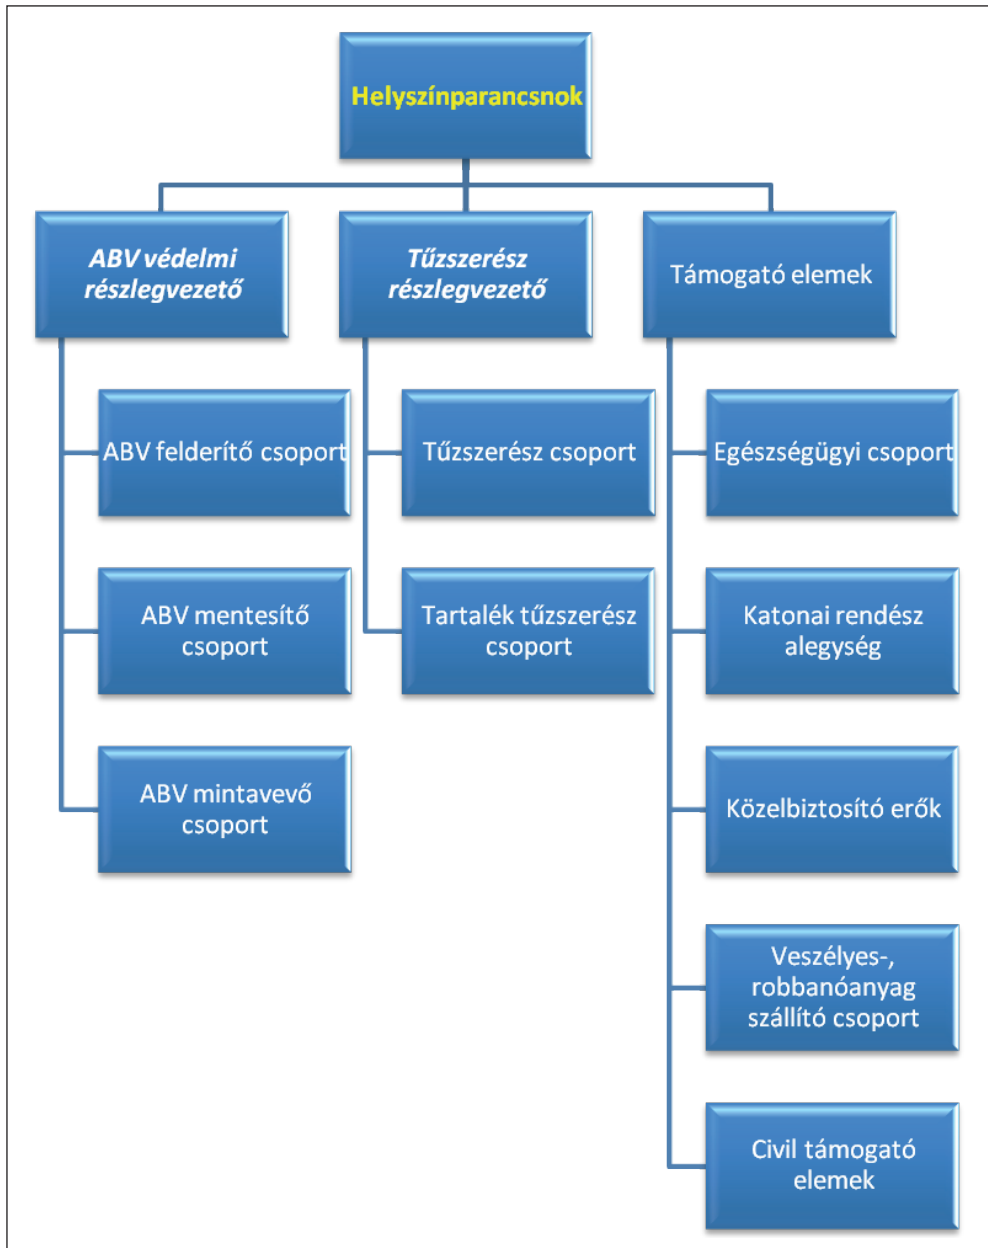 Helyszínparancsnok
ABV védelmi
részlegvezető
Tűzszerész
részlegvezető
Támogató elemek
ABV felderítő csoport
ABV mentesítő
csoport
ABV mintavevő
csoport
Tűzszerész csoport
Tartalék tűzszerész
csoport
Egészségügyi csoport
Katonai rendész
alegység
Közelbiztosító erők
Veszélyes-,
robbanóanyag
szállító csoport
Civil támogató
elemek